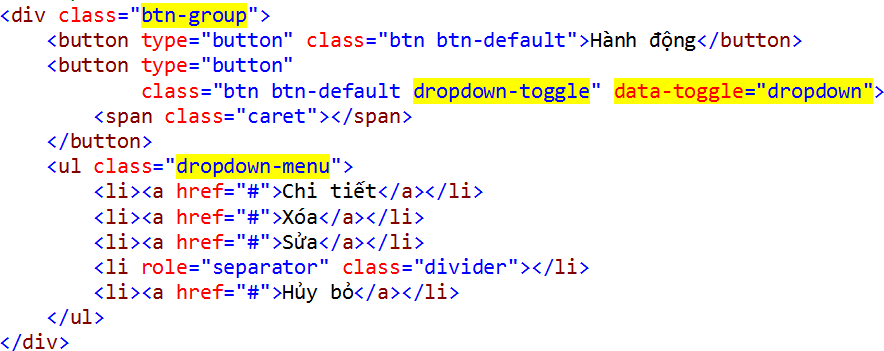 <div class="btn-group">
    <button type="button" class="btn btn-default">Hành động</button>
    <button type="button"
            class="btn btn-default dropdown-toggle" data-toggle="dropdown">
        <span class="caret"></span>
    </button>
    <ul class="dropdown-menu">
        <li><a href="#">Chi tiết</a></li>
        <li><a href="#">Xóa</a></li>
        <li><a href="#">Sửa</a></li>
        <li role="separator" class="divider"></li>
        <li><a href="#">Hủy bỏ</a></li>
    </ul>
</div>